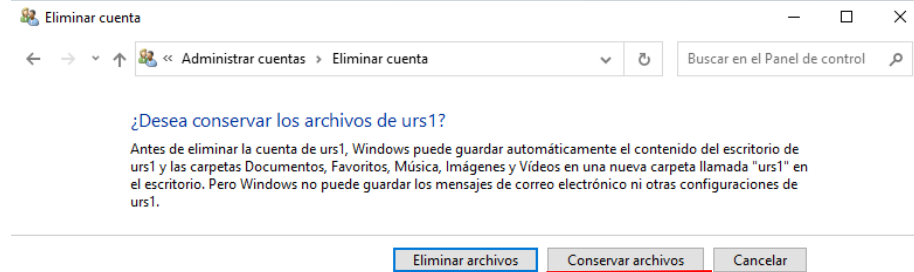 Eliminar cuenta
« Administrar cuentas > Eliminar cuenta
Buscar en el Panel de control
¿Desea conservar los archivos de urs1?
Antes de eliminar la cuenta de urs1, Windows puede guardar automáticamente el contenido del escritorio de
urs1 y las carpetas Documentos, Favoritos, Música, Imágenes y Vídeos en una nueva carpeta llamada "urs1" en
el escritorio. Pero Windows no puede guardar los mensajes de correo electrónico ni otras configuraciones de
urs1.
Eliminar archivos Conservar archivos Cancelar